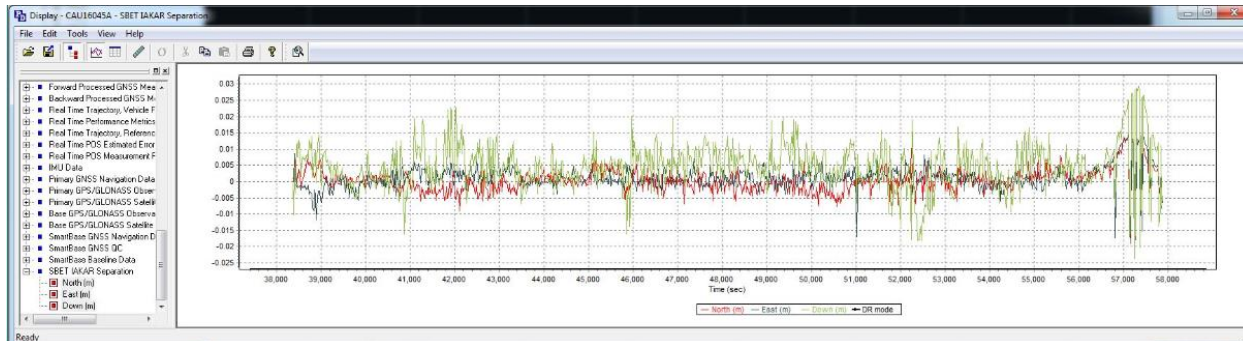 Display - CAU16045A - SBET IAKAR Separation
File Edit Tools View Help
Forward Processed GNSS Mea
Backward Processed GNSS M
Real Time Trajectory, Vehicle F
Real Time Performance Metrics
Real Time Trajectory, Referenc
Real Time POS Estimated Error
Real Time POS Measurement F
IMU Data
Primary GNSS Navigation Data
Primary GPS/GLONASS Obser
Primary GPS/GLONASS Satelli
Base GPS/GLONASS Observa
Base GPS/GLONASS Satellite
SmartBase GNSS Navigation D
SmartBase GNSS QC
SmartBase Baseline Data
SBET IAKAR Separation
North (m)
East (m)
Down (m)
0.03
0.025
0.02
0.015
0.01
0.005
0
-0.005
-0.01
-0.015
-0.02
-0.025
38,000 39,000 40,000 41,000 42,000 43,000 44,000 45,000 46,000 47,000 48,000 49,000 50,000 51,000 52,000 53,000 54,000 55,000 56,000 57,000 58,000
Time (sec)
North (m) East (m) Down (m) DR mode
Ready